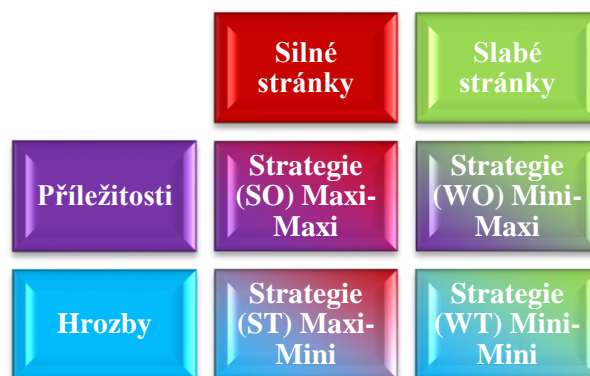 Silné
stránky
Slabé
stránky
Příležitosti
Strategie
(SO) Maxi-
Maxi
Strategie
(WO) Mini-
Maxi
Hrozby
Strategie
(ST) Maxi-
Mini
Strategie
(WT) Mini-
Mini